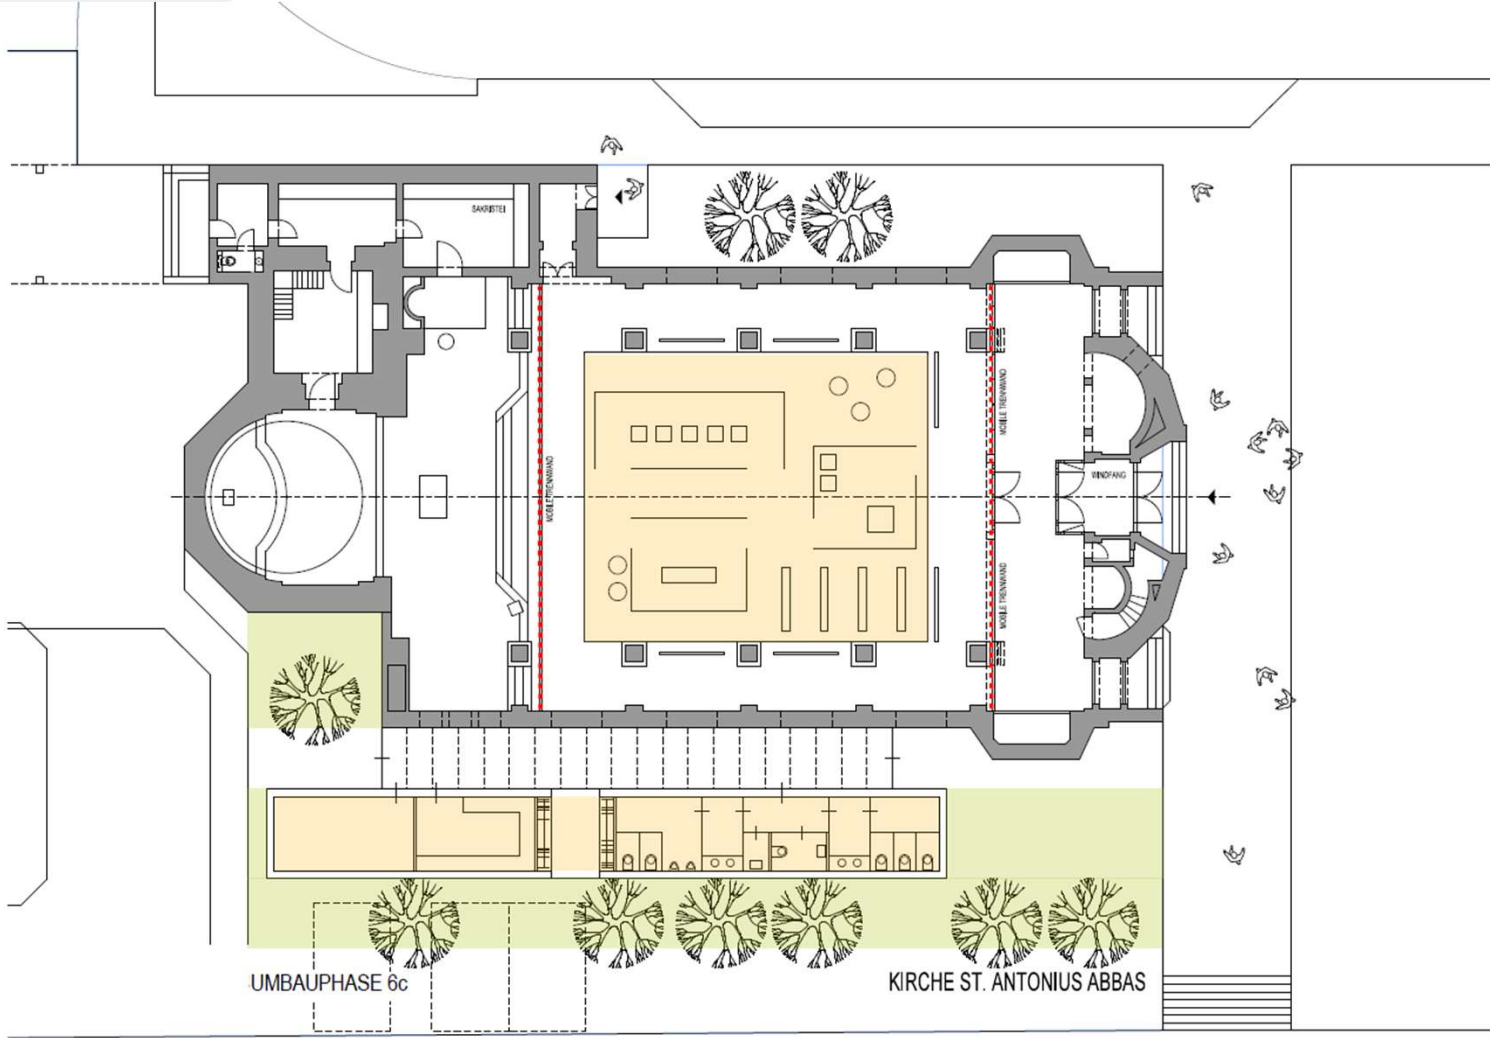 SAKRISTEI
MOBILE TRENNWAND
MOBILE TRENNWAND
WINDFANG
MOBILE TRENNWAND
UMBAUPHASE 6c
KIRCHE ST. ANTONIUS ABBAS